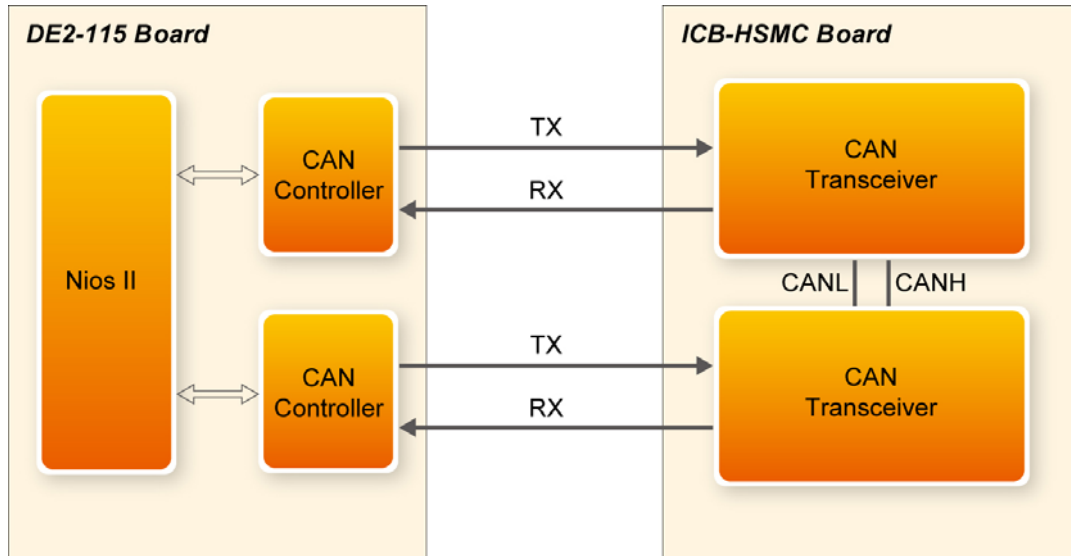 DE2-115 Board
ICB-HSMC Board
Nios II
CAN
Controller
TX
RX
CAN
Transceiver
CANL
CANH
CAN
Controller
TX
RX
CAN
Transceiver